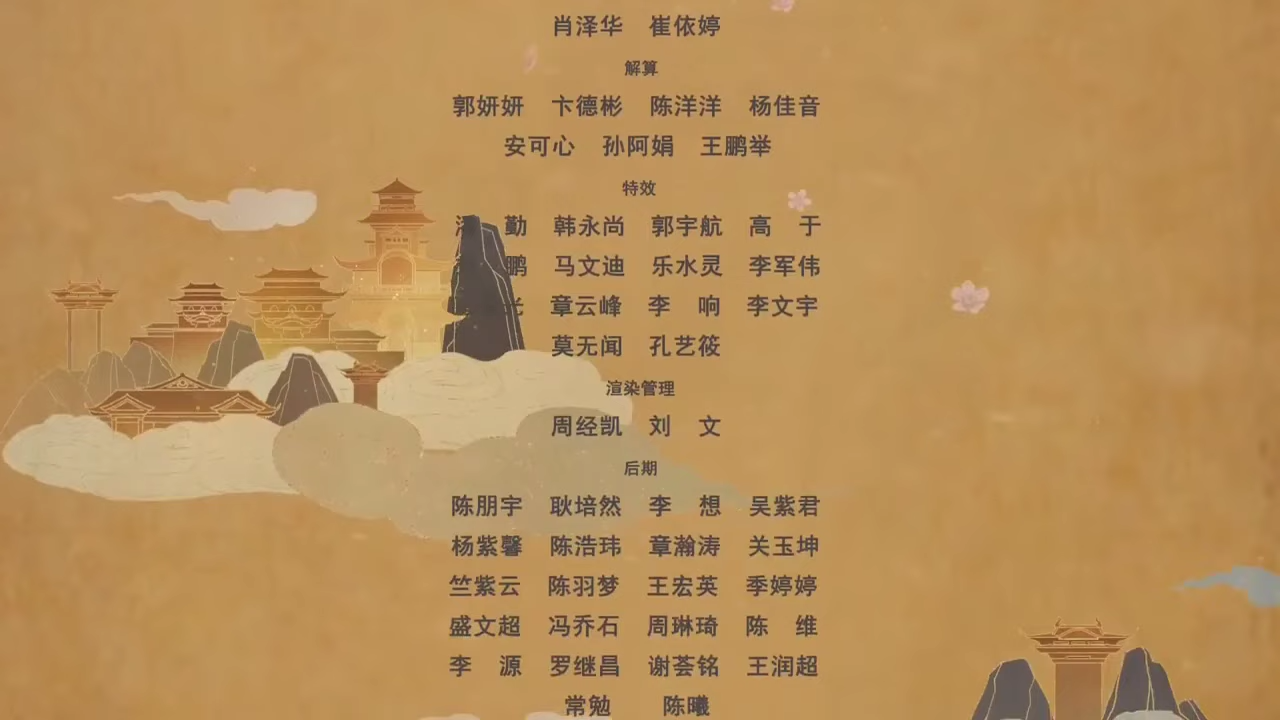 肖泽华 崔依婷
解算
郭妍妍 卞德彬 陈洋洋 杨佳音
安可心 孙阿娟 王鹏举
特效
勤 韩永尚 郭宇航 高 于
鹏 马文迪 乐水灵 李军伟
章云峰 李 响 李文宇
莫无闻 孔艺筱
渲染管理
周经凯 刘 文
后期
陈朋宇 耿培然 李 想 吴紫君
杨紫馨 陈浩玮 章瀚涛 关玉坤
竺紫云 陈羽梦 王宏英 季婷婷
盛文超 冯乔石 周琳琦 陈 维
李 源 罗继昌 谢荟铭 王润超
常勉 陈曦